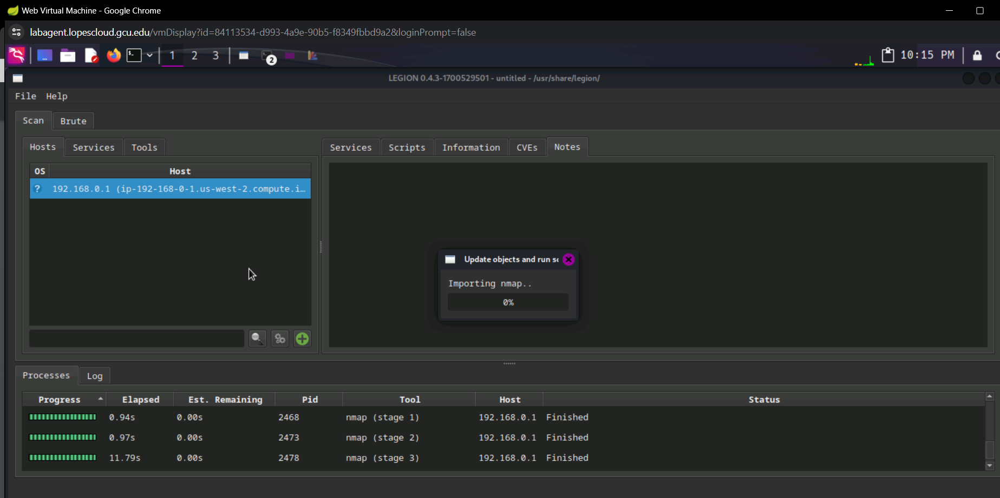 Web Virtual Machine - Google Chrome
labagent.lopescloud.gcu.edu/vmDisplay?id=84113534-d993-4a9e-90b5-f8349fbbd9a2&loginPrompt=false
1 2 3 2 10:15 PM
LEGION 0.4.3-1700529501 - untitled - /usr/share/legion/
File Help
Scan Brute
Hosts Services Tools
Services Scripts Information CVEs Notes
OS Host
? 192.168.0.1 (ip-192-168-0-1.us-west-2.compute.i…
Update objects and run sc
Importing nmap..
0%
Processes Log
Progress Elapsed Est. Remaining Pid Tool Host Status
0.94s 0.00s 2468 nmap (stage 1) 192.168.0.1 Finished
0.97s 0.00s 2473 nmap (stage 2) 192.168.0.1 Finished
11.79s 0.00s 2478 nmap (stage 3) 192.168.0.1 Finished